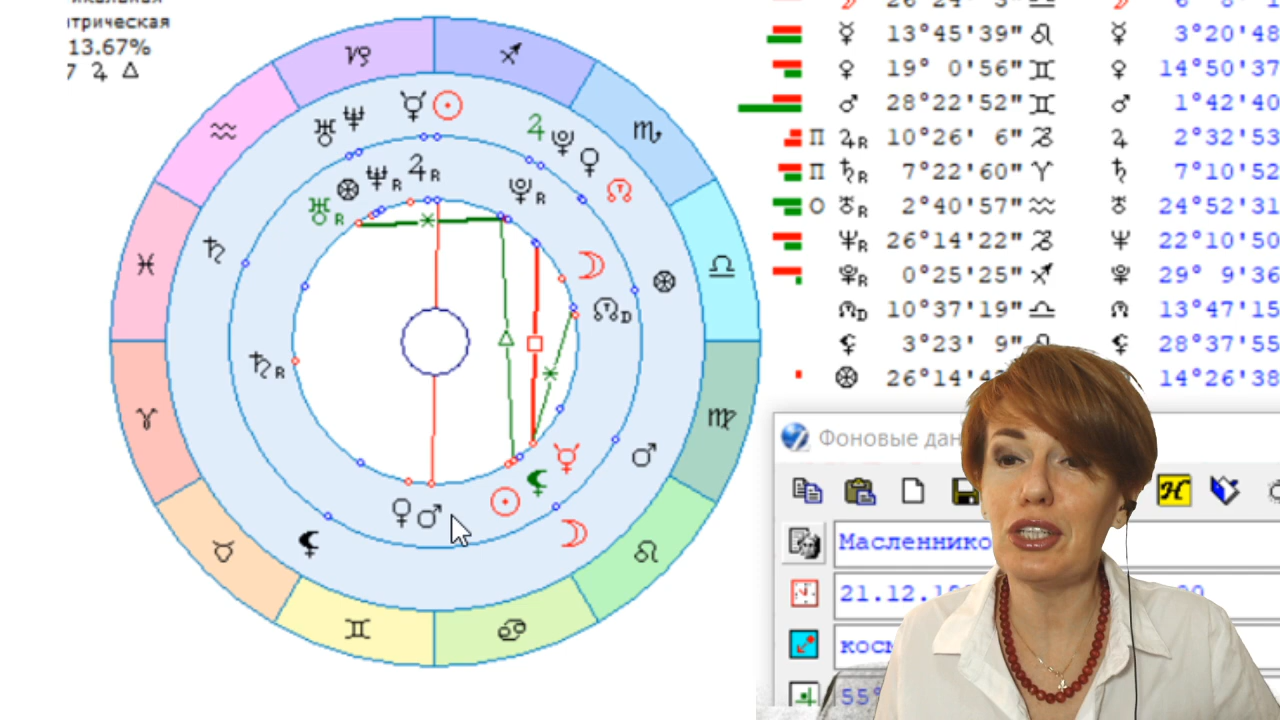 трическая
13.67%
7 ♃ △
13°45'39" ♌ 3°20'48
19° 0'56" ♊ 14°50'37
28°22'52" ♊ 1°42'40
П 10°26' 6" ♑ 2°32'53
П 7°22'60" ♈ 7°10'52
О 2°40'57" ♒ 24°52'31
26°14'22" ♑ 22°10'50
0°25'25" ♐ 29° 9'36
10°37'19" ♎ 13°47'15
3°23' 9" 28°37'55
14°26'38
Фоновые дан
Масленнико
21.12.1
косм
55°